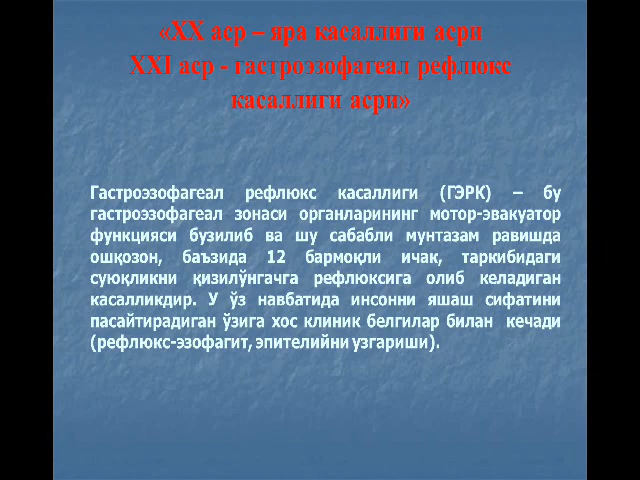 «XX аср – яра касаллиги асри
XXI аср - гастроэзофагеал рефлюкс
касаллиги асри»
Гастроэзофагеал рефлюкс касаллиги (ГЭРК) – бу
гастроэзофагеал зонаси органларининг мотор-эвакуатор
функцияси бузилиб ва шу сабабли мунтазам равишда
ошқозон, баъзида 12 бармоқли ичак, таркибидаги
суюқликни қизилўнгачга рефлюксига олиб келадиган
касалликдир. У ўз навбатида инсонни яшаш сифатини
пасайтирадиган ўзига хос клиник белгилар билан кечади
(рефлюкс-эзофагит, эпителийни узгариши).